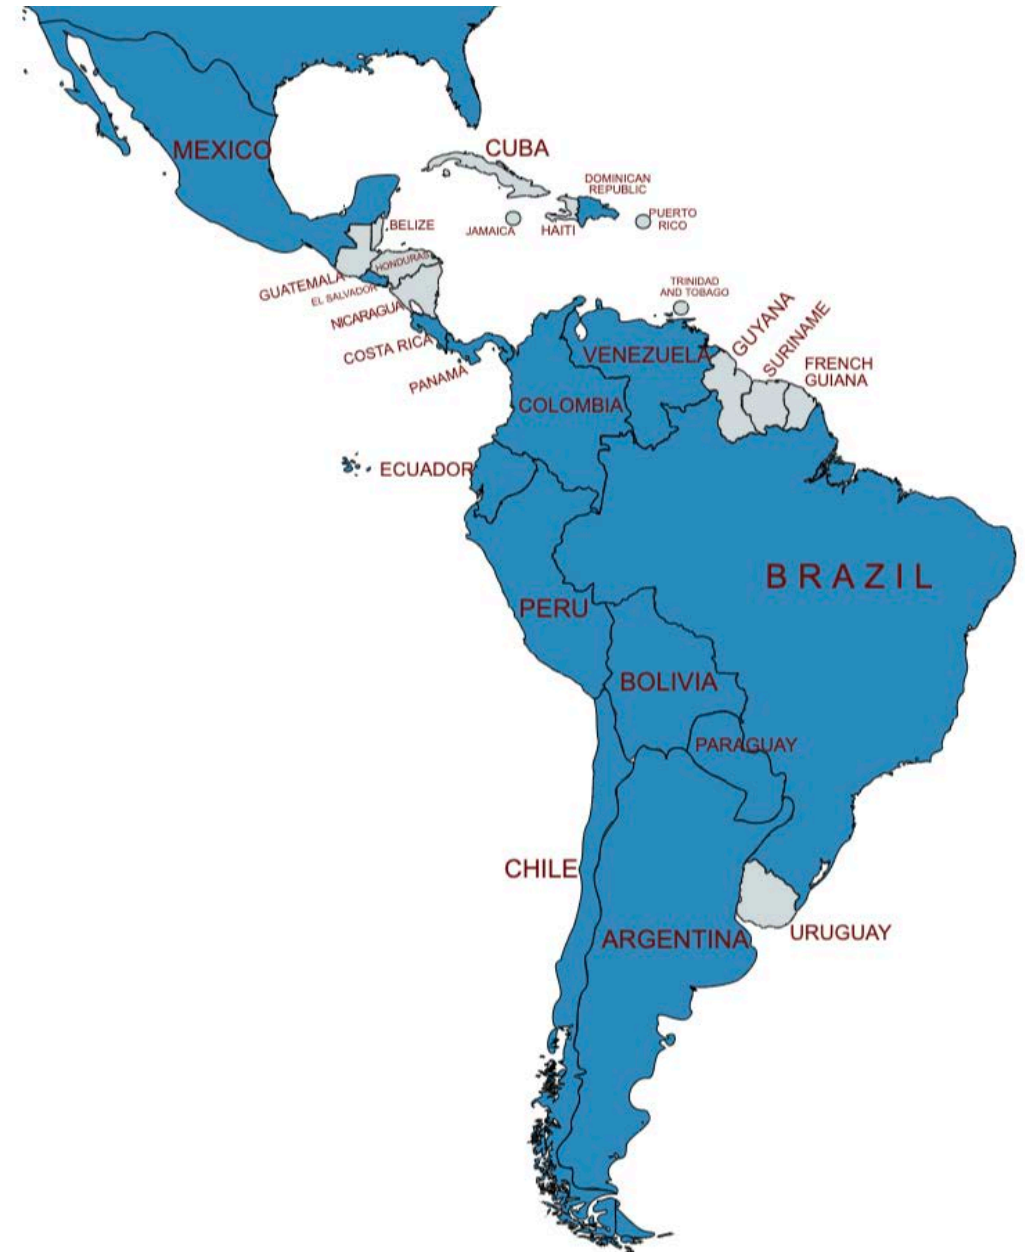 MEXICO
CUBA
DOMINICAN
REPUBLIC
BELIZE
JAMAICA
HAITI
PUERTO
RICO
HONDURAS
GUATEMALA
EL SALVADOR
NICARAGUA
TRINIDAD
AND TOBAGO
COSTA RICA
PANAMA
VENEZUELA
GUYANA
SURINAME
FRENCH
GUIANA
COLOMBIA
ECUADOR
BRAZIL
PERU
BOLIVIA
PARAGUAY
CHILE
ARGENTINA
URUGUAY